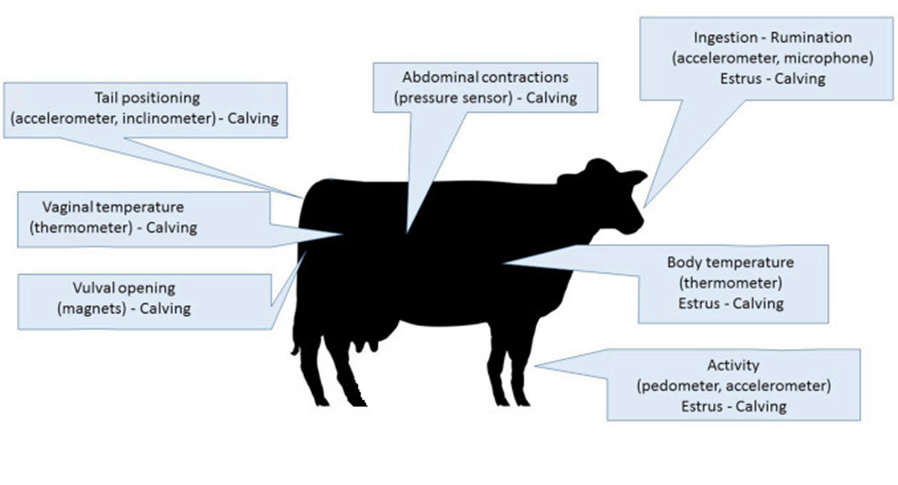 Ingestion - Rumination
(accelerometer, microphone)
Estrus - Calving
Abdominal contractions
(pressure sensor) - Calving
Tail positioning
(accelerometer, inclinometer) - Calving
Vaginal temperature
(thermometer) - Calving
Vulval opening
(magnets) - Calving
Body temperature
(thermometer)
Estrus - Calving
Activity
(pedometer, accelerometer)
Estrus - Calving